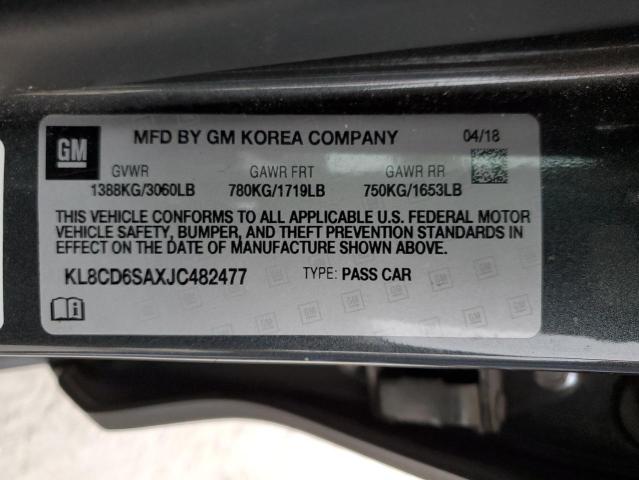 GM MFD BY GM KOREA COMPANY 04/18
GVWR GAWR FRT GAWR RR
1388KG/3060LB 780KG/1719LB 750KG/1653LB
THIS VEHICLE CONFORMS TO ALL APPLICABLE U.S. FEDERAL MOTOR
VEHICLE SAFETY, BUMPER, AND THEFT PREVENTION STANDARDS IN
EFFECT ON THE DATE OF MANUFACTURE SHOWN ABOVE.
KL8CD6SAXJC482477 TYPE: PASS CAR